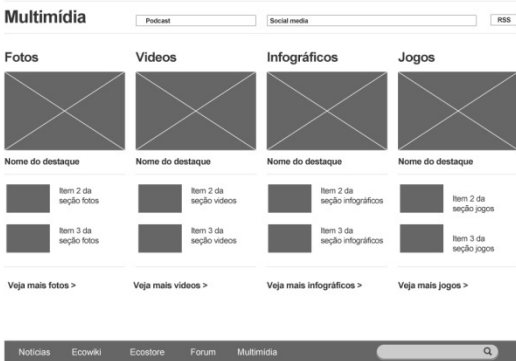 Multimídia
Podcast
Social media
RSS
Fotos
Videos
Infográficos
Jogos
Nome do destaque
Nome do destaque
Nome do destaque
Nome do destaque
Item 2 da
seção fotos
Item 2 da
seção videos
Item 2 da
seção infográficos
Item 2 da
seção jogos
Item 3 da
seção fotos
Item 3 da
seção videos
Item 3 da
seção infográficos
Item 3 da
seção jogos
Veja mais fotos >
Veja mais videos >
Veja mais infográficos >
Veja mais jogos >
Notícias
Ecowiki
Ecostore
Forum
Multimídia